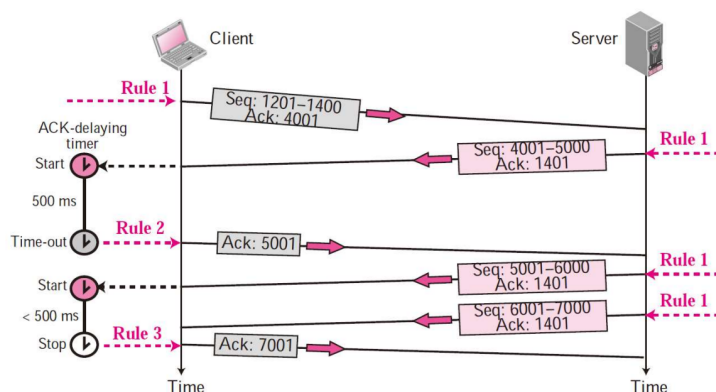 Client
Server
Rule 1
Seq: 1201–1400
Ack: 4001
ACK-delaying
timer
Start
Seq: 4001–5000
Ack: 1401
Rule 1
500 ms
Time-out
Rule 2
Ack: 5001
Rule 1
Start
Seq: 5001–6000
Ack: 1401
Rule 1
< 500 ms
Seq: 6001–7000
Ack: 1401
Stop
Rule 3
Ack: 7001
Time
Time